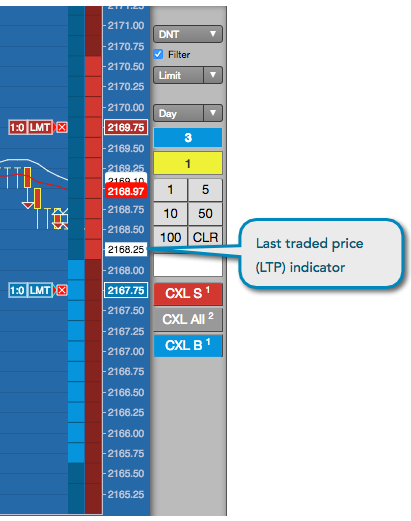 2171.25
2171.00
2170.75
2170.50
2170.25
2170.00
1:0 LMT
2169.75
2169.50
2169.25
2169.10
2168.97
2168.75
2168.50
2168.25
2168.00
1:0 LMT
2167.75
2167.50
2167.25
2167.00
2166.75
2166.50
2166.25
2166.00
2165.75
2165.50
2165.25
DNT
Filter
Limit
Day
3
1
1 5
10 50
100 CLR
CXL S 1
CXL All 2
CXL B 1
Last traded price
(LTP) indicator